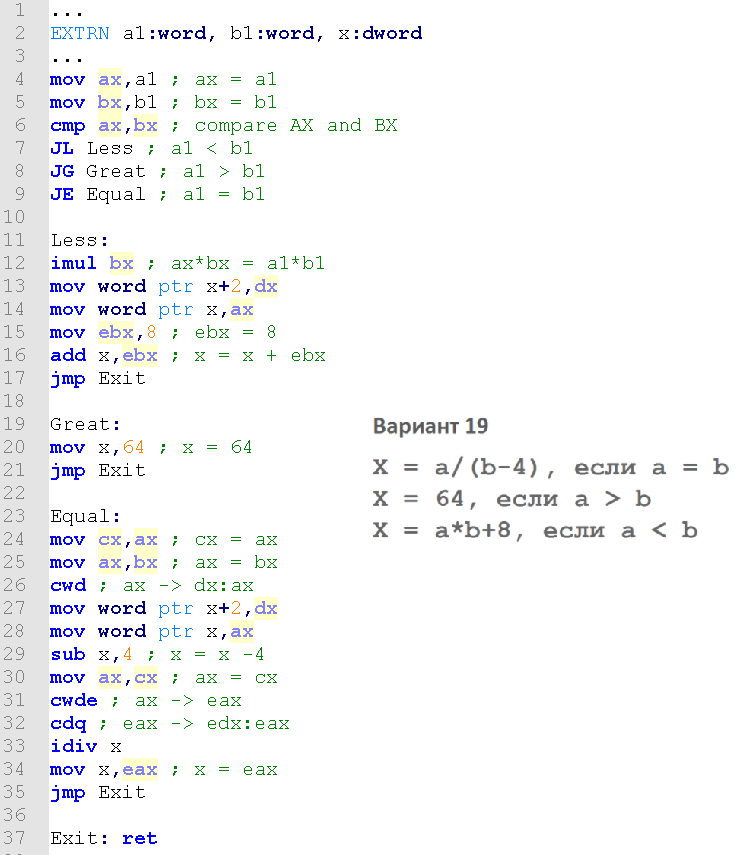 1 ...
2 EXTRN a1:word, b1:word, x:dword
3 ...
4 mov ax,a1 ; ax = a1
5 mov bx,b1 ; bx = b1
6 cmp ax,bx ; compare AX and BX
7 JL Less ; a1 < b1
8 JG Great ; a1 > b1
9 JE Equal ; a1 = b1
10
11 Less:
12 imul bx ; ax*bx = a1*b1
13 mov word ptr x+2,dx
14 mov word ptr x,ax
15 mov ebx,8 ; ebx = 8
16 add x,ebx ; x = x + ebx
17 jmp Exit
18
19 Great:
20 mov x,64 ; x = 64
21 jmp Exit
22
23 Equal:
24 mov cx,ax ; cx = ax
25 mov ax,bx ; ax = bx
26 cwd ; ax -> dx:ax
27 mov word ptr x+2,dx
28 mov word ptr x,ax
29 sub x,4 ; x = x -4
30 mov ax,cx ; ax = cx
31 cwde ; ax -> eax
32 cdq ; eax -> edx:eax
33 idiv x
34 mov x,eax ; x = eax
35 jmp Exit
36
37 Exit: ret
Вариант 19
X = a/(b-4), если a = b
X = 64, если a > b
X = a*b+8, если a < b